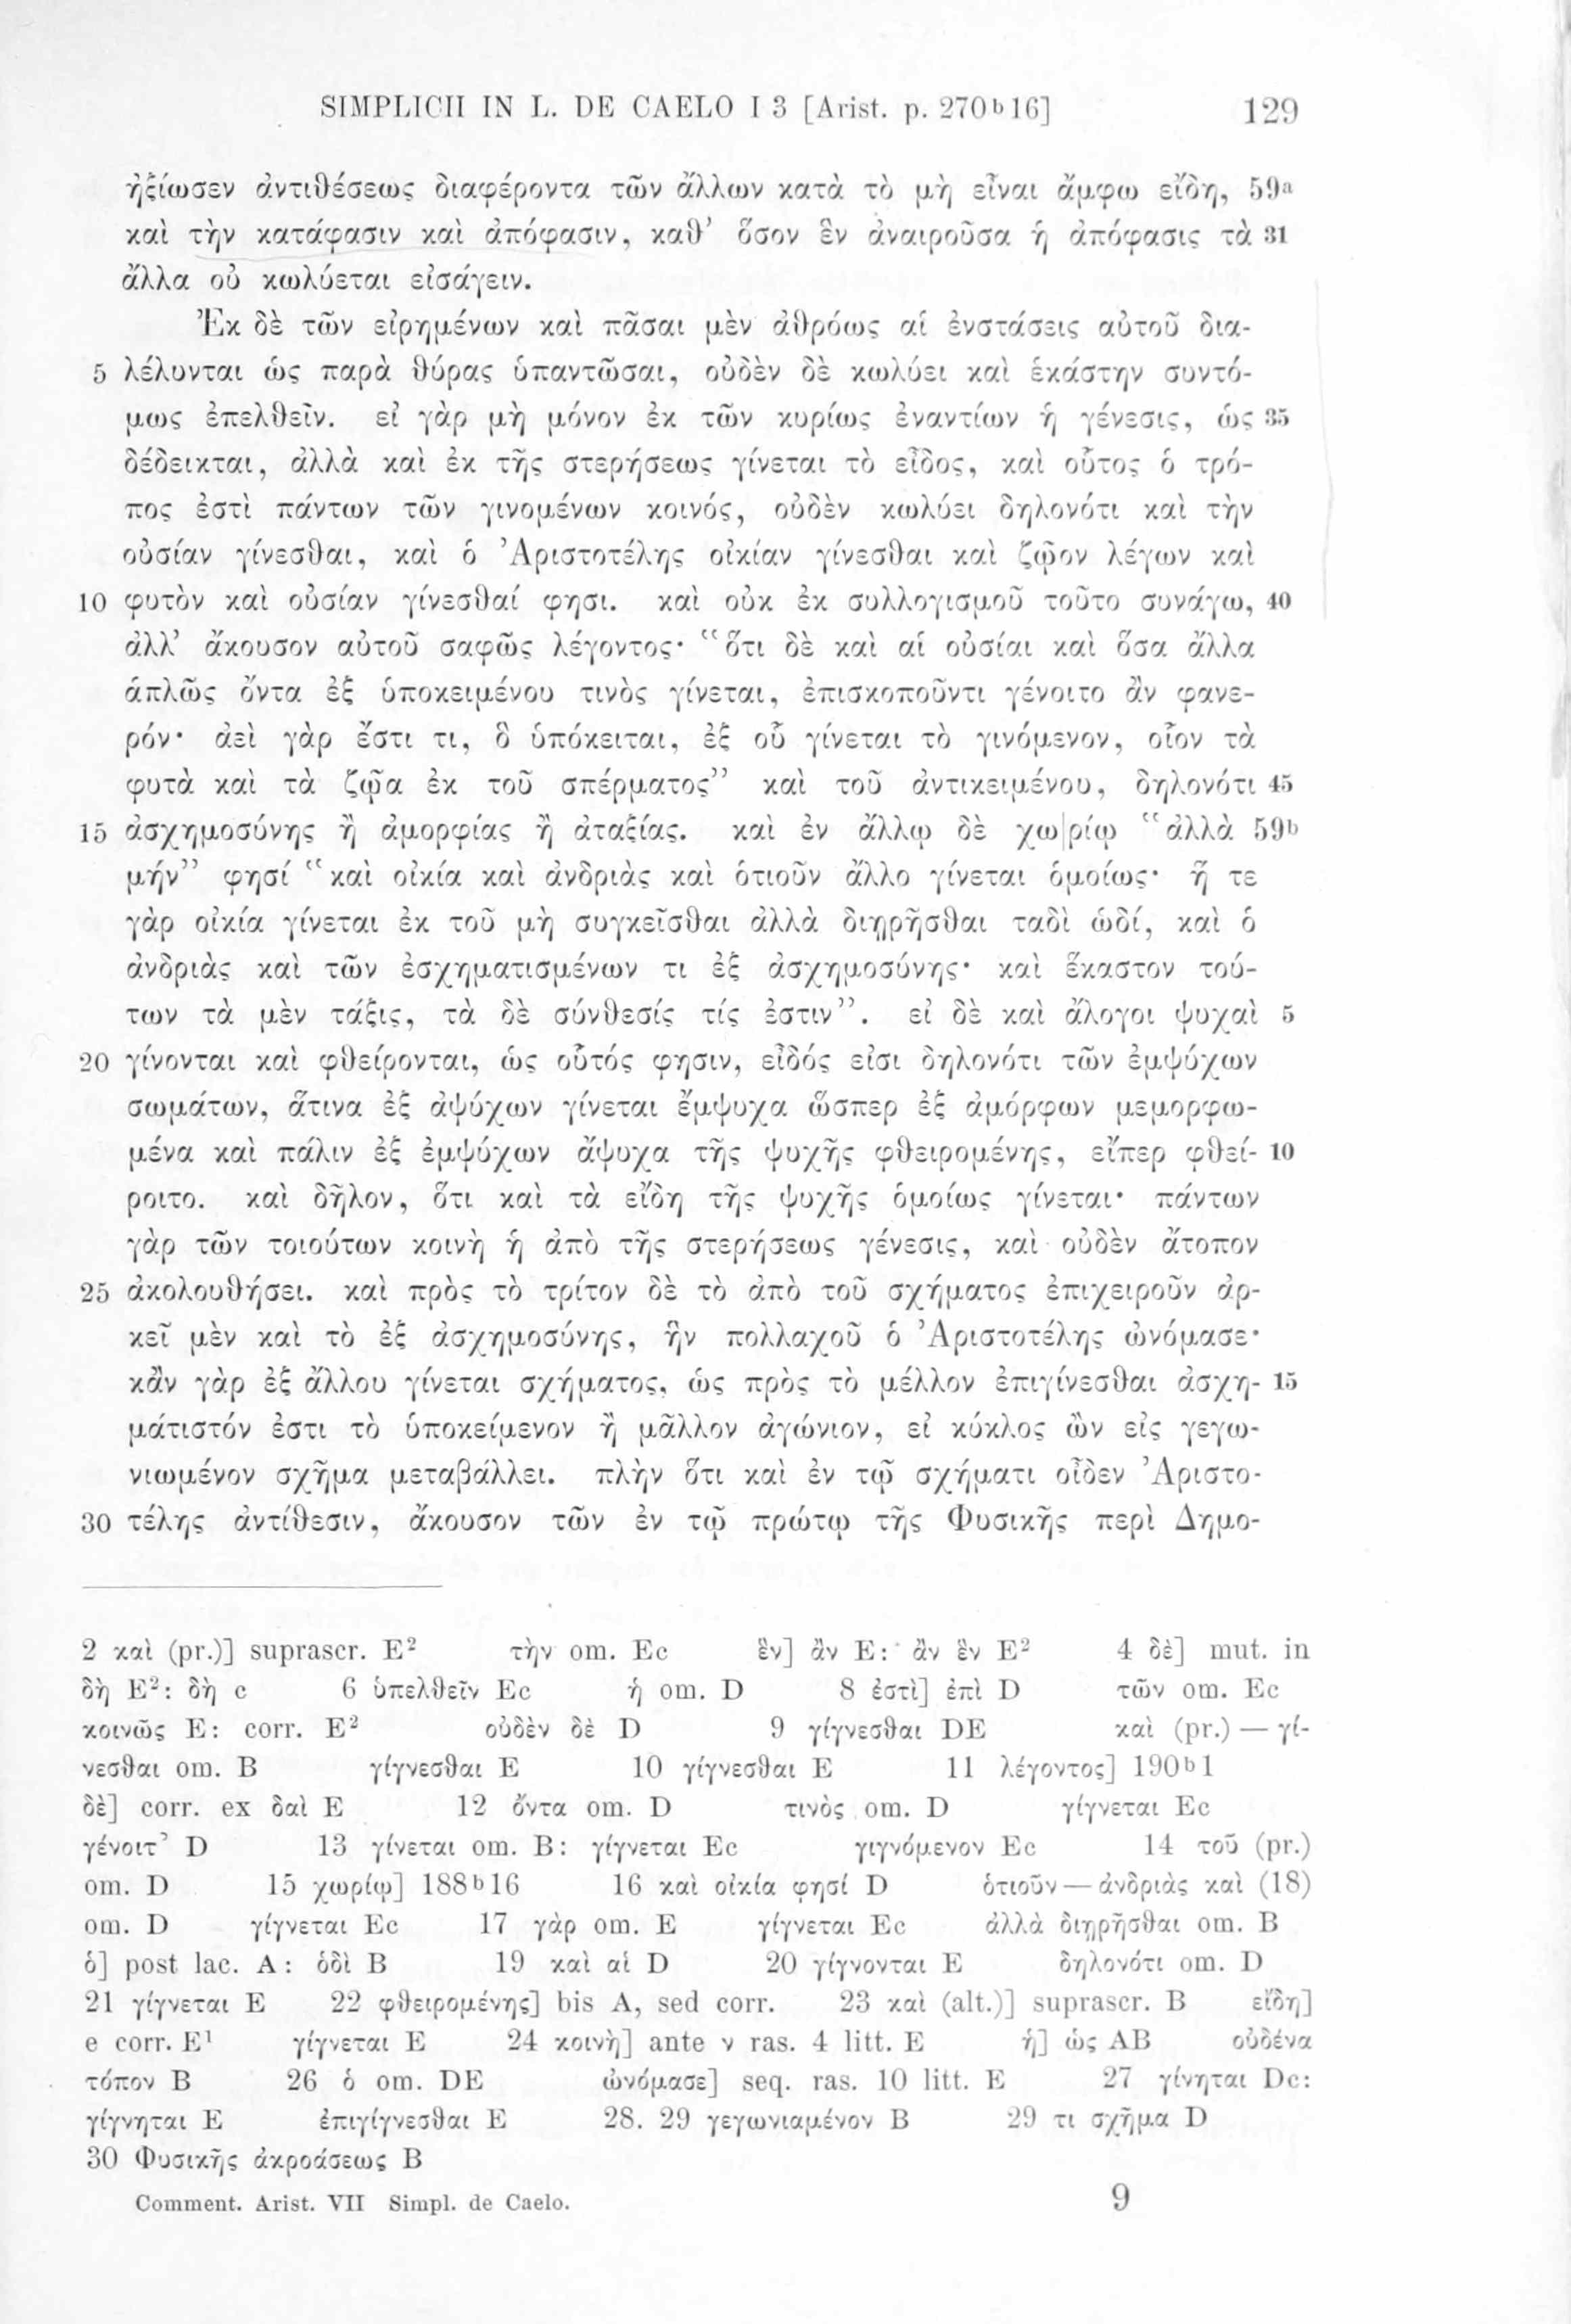 SIMPLICII IN L. DE CAELO I 3 [Arist. p. 270ᵇ16] 129
ἠξίωσεν ἀντιθέσεως διαφέροντα τῶν ἄλλων κατὰ τὸ μὴ εἶναι ἄμφω εἴδη, 59ᵃ
καὶ τὴν κατάφασιν καὶ ἀπόφασιν, καθ’ ὅσον ἓν ἀναιροῦσα ἡ ἀπόφασις τὰ 31
ἄλλα οὐ κωλύεται εἰσάγειν.
Ἐκ δὲ τῶν εἰρημένων καὶ πᾶσαι μὲν ἀθρόως αἱ ἐνστάσεις αὐτοῦ δια-
5 λέλυνται ὡς παρὰ θύρας ὑπαντῶσαι, οὐδὲν δὲ κωλύει καὶ ἑκάστην συντό-
μως ἐπελθεῖν. εἰ γὰρ μὴ μόνον ἐκ τῶν κυρίως ἐναντίων ἡ γένεσις, ὡς 35
δέδεικται, ἀλλὰ καὶ ἐκ τῆς στερήσεως γίνεται τὸ εἶδος, καὶ οὗτος ὁ τρό-
πος ἐστὶ πάντων τῶν γινομένων κοινός, οὐδὲν κωλύει δηλονότι καὶ τὴν
οὐσίαν γίνεσθαι, καὶ ὁ Ἀριστοτέλης οἰκίαν γίνεσθαι καὶ ζῷον λέγων καὶ
10 φυτὸν καὶ οὐσίαν γίνεσθαί φησι. καὶ οὐκ ἐκ συλλογισμοῦ τοῦτο συνάγω, 40
ἀλλ’ ἄκουσον αὐτοῦ σαφῶς λέγοντος· “ὅτι δὲ καὶ αἱ οὐσίαι καὶ ὅσα ἄλλα
ἁπλῶς ὄντα ἐξ ὑποκειμένου τινὸς γίνεται, ἐπισκοποῦντι γένοιτο ἂν φανε-
ρόν· ἀεὶ γὰρ ἔστι τι, ὃ ὑπόκειται, ἐξ οὗ γίνεται τὸ γινόμενον, οἷον τὰ
φυτὰ καὶ τὰ ζῷα ἐκ τοῦ σπέρματος” καὶ τοῦ ἀντικειμένου, δηλονότι 45
15 ἀσχημοσύνης ἢ ἀμορφίας ἢ ἀταξίας. καὶ ἐν ἄλλῳ δὲ χω|ρίῳ “ἀλλὰ 59ᵇ
μήν” φησί “καὶ οἰκία καὶ ἀνδριὰς καὶ ὁτιοῦν ἄλλο γίνεται ὁμοίως· ἥ τε
γὰρ οἰκία γίνεται ἐκ τοῦ μὴ συγκεῖσθαι ἀλλὰ διῃρῆσθαι ταδὶ ὡδί, καὶ ὁ
ἀνδριὰς καὶ τῶν ἐσχηματισμένων τι ἐξ ἀσχημοσύνης· καὶ ἕκαστον τού-
των τὰ μὲν τάξις, τὰ δὲ σύνθεσίς τίς ἐστιν”. εἰ δὲ καὶ ἄλογοι ψυχαὶ 5
20 γίνονται καὶ φθείρονται, ὡς οὗτός φησιν, εἶδός εἰσι δηλονότι τῶν ἐμψύχων
σωμάτων, ἅτινα ἐξ ἀψύχων γίνεται ἔμψυχα ὥσπερ ἐξ ἀμόρφων μεμορφω-
μένα καὶ πάλιν ἐξ ἐμψύχων ἄψυχα τῆς ψυχῆς φθειρομένης, εἴπερ φθεί- 10
ροιτο. καὶ δῆλον, ὅτι καὶ τὰ εἴδη τῆς ψυχῆς ὁμοίως γίνεται· πάντων
γὰρ τῶν τοιούτων κοινὴ ἡ ἀπὸ τῆς στερήσεως γένεσις, καὶ οὐδὲν ἄτοπον
25 ἀκολουθήσει. καὶ πρὸς τὸ τρίτον δὲ τὸ ἀπὸ τοῦ σχήματος ἐπιχειροῦν ἀρ-
κεῖ μὲν καὶ τὸ ἐξ ἀσχημοσύνης, ἣν πολλαχοῦ ὁ Ἀριστοτέλης ὠνόμασε·
κἂν γὰρ ἐξ ἄλλου γίνεται σχήματος, ὡς πρὸς τὸ μέλλον ἐπιγίνεσθαι ἀσχη- 15
μάτιστόν ἐστι τὸ ὑποκείμενον ἢ μᾶλλον ἀγώνιον, εἰ κύκλος ὢν εἰς γεγω-
νιωμένον σχῆμα μεταβάλλει. πλὴν ὅτι καὶ ἐν τῷ σχήματι οἶδεν Ἀριστο-
30 τέλης ἀντίθεσιν, ἄκουσον τῶν ἐν τῷ πρώτῳ τῆς Φυσικῆς περὶ Δημο-
2 καὶ (pr.)] suprascr. E² τὴν om. Ec ἓν] ἂν E: ἂν ἓν E² 4 δὲ] mut. in
δὴ E²: δὴ c 6 ὑπελθεῖν Ec ἡ om. D 8 ἐστὶ] ἐπὶ D τῶν om. Ec
κοινῶς E: corr. E² οὐδὲν δὲ D 9 γίγνεσθαι DE καὶ (pr.) — γί-
νεσθαι om. B γίγνεσθαι E 10 γίγνεσθαι E 11 λέγοντος] 190ᵇ1
δὲ] corr. ex δαὶ E 12 ὄντα om. D τινὸς om. D γίγνεται Ec
γένοιτ’ D 13 γίνεται om. B: γίγνεται Ec γιγνόμενον Ec 14 τοῦ (pr.)
om. D 15 χωρίῳ] 188ᵇ16 16 καὶ οἰκία φησί D ὁτιοῦν — ἀνδριὰς καὶ (18)
om. D γίγνεται Ec 17 γὰρ om. E γίγνεται Ec ἀλλὰ διῃρῆσθαι om. B
ὁ] post lac. A: ὁδὶ B 19 καὶ αἱ D 20 γίγνονται E δηλονότι om. D
21 γίγνεται E 22 φθειρομένης] bis A, sed corr. 23 καὶ (alt.)] suprascr. B εἴδη]
e corr. E¹ γίγνεται E 24 κοινὴ] ante ν ras. 4 litt. E ἡ] ὡς AB οὐδένα
τόπον B 26 ὁ om. DE ὠνόμασε] seq. ras. 10 litt. E 27 γίνηται Dc:
γίγνηται E ἐπιγίγνεσθαι E 28. 29 γεγωνιαμένον B 29 τι σχῆμα D
30 Φυσικῆς ἀκροάσεως B
Comment. Arist. VII Simpl. de Caelo. 9